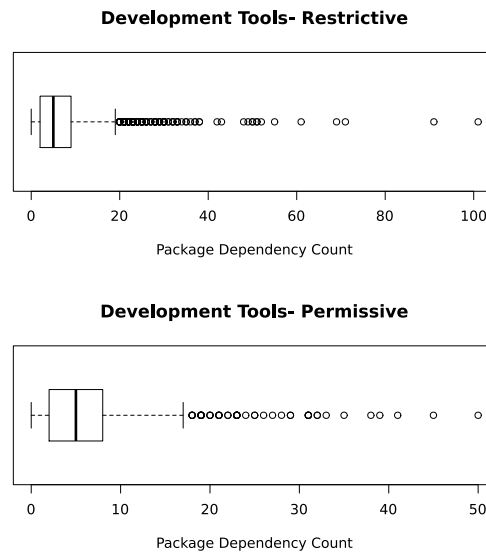 Development Tools- Restrictive
0 20 40 60 80 100
Package Dependency Count
Development Tools- Permissive
0 10 20 30 40 50
Package Dependency Count